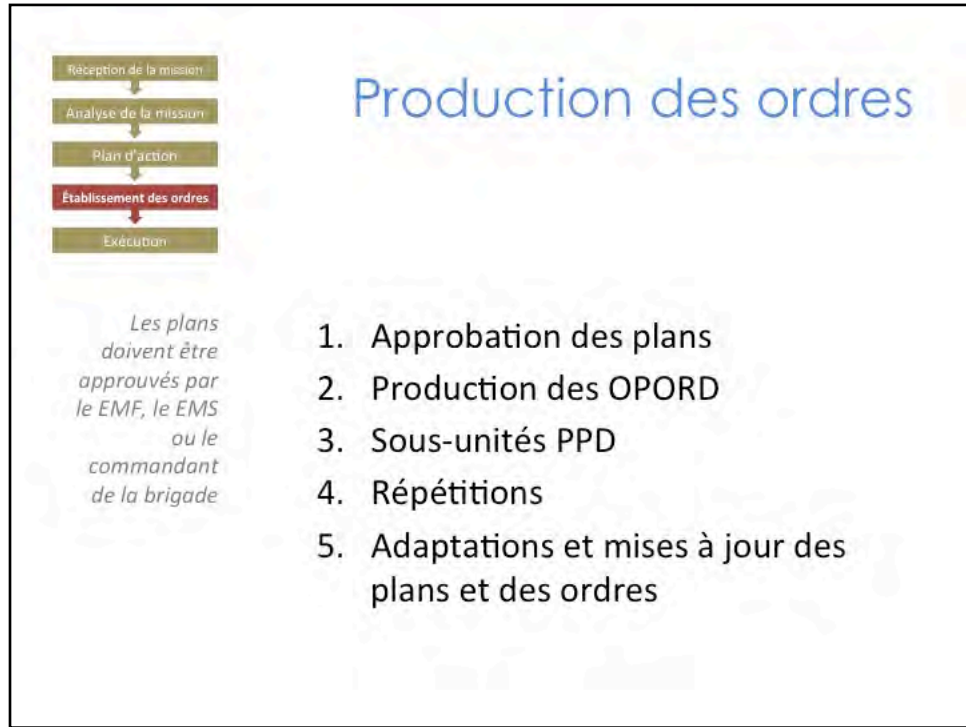 Réception de la mission
Analyse de la mission
Plan d'action
Établissement des ordres
Exécution
Production des ordres
Les plans
doivent être
approuvés par
le EMF, le EMS
ou le
commandant
de la brigade
1. Approbation des plans
2. Production des OPORD
3. Sous-unités PPD
4. Répétitions
5. Adaptations et mises à jour des
plans et des ordres